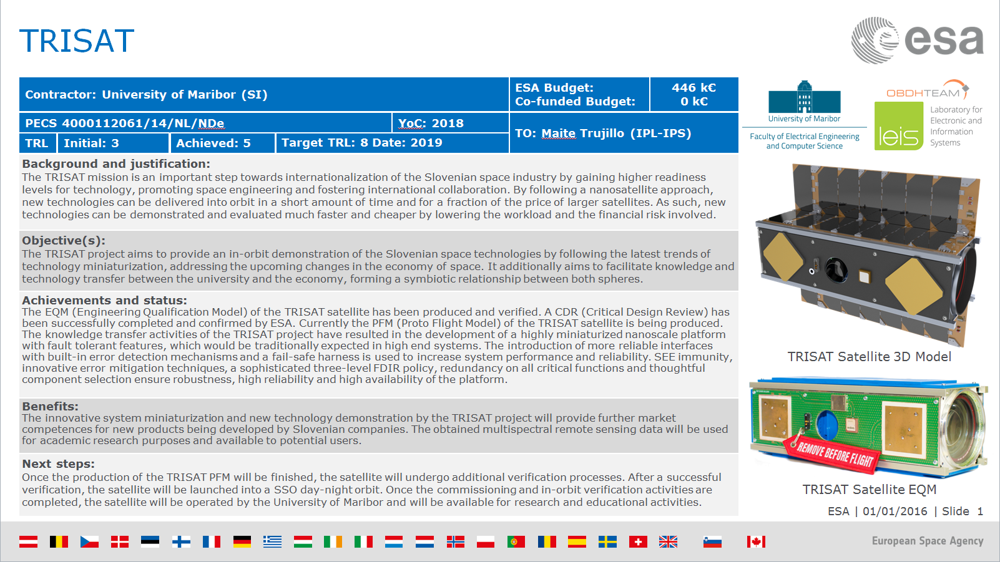 TRISAT
esa
Contractor: University of Maribor (SI)
ESA Budget:
Co-funded Budget:
446 k€
0 k€
PECS 4000112061/14/NL/NDe
YoC: 2018
TO: Maite Trujillo (IPL-IPS)
TRL
Initial: 3
Achieved: 5
Target TRL: 8 Date: 2019
University of Maribor
Faculty of Electrical Engineering
and Computer Science
OBDHTEAM
leis
Laboratory for
Electronic and
Information
Systems
Background and justification:
The TRISAT mission is an important step towards internationalization of the Slovenian space industry by gaining higher readiness
levels for technology, promoting space engineering and fostering international collaboration. By following a nanosatellite approach,
new technologies can be delivered into orbit in a short amount of time and for a fraction of the price of larger satellites. As such, new
technologies can be demonstrated and evaluated much faster and cheaper by lowering the workload and the financial risk involved.
Objective(s):
The TRISAT project aims to provide an in-orbit demonstration of the Slovenian space technologies by following the latest trends of
technology miniaturization, addressing the upcoming changes in the economy of space. It additionally aims to facilitate knowledge and
technology transfer between the university and the economy, forming a symbiotic relationship between both spheres.
Achievements and status:
The EQM (Engineering Qualification Model) of the TRISAT satellite has been produced and verified. A CDR (Critical Design Review) has
been successfully completed and confirmed by ESA. Currently the PFM (Proto Flight Model) of the TRISAT satellite is being produced.
The knowledge transfer activities of the TRISAT project have resulted in the development of a highly miniaturized nanoscale platform
with fault tolerant features, which would be traditionally expected in high end systems. The introduction of more reliable interfaces
with built-in error detection mechanisms and a fail-safe harness is used to increase system performance and reliability. SEE immunity,
innovative error mitigation techniques, a sophisticated three-level FDIR policy, redundancy on all critical functions and thoughtful
component selection ensure robustness, high reliability and high availability of the platform.
Benefits:
The innovative system miniaturization and new technology demonstration by the TRISAT project will provide further market
competences for new products being developed by Slovenian companies. The obtained multispectral remote sensing data will be used
for academic research purposes and available to potential users.
Next steps:
Once the production of the TRISAT PFM will be finished, the satellite will undergo additional verification processes. After a successful
verification, the satellite will be launched into a SSO day-night orbit. Once the commissioning and in-orbit verification activities are
completed, the satellite will be operated by the University of Maribor and will be available for research and educational activities.
TRISAT Satellite 3D Model
REMOVE BEFORE FLIGHT
TRISAT Satellite EQM
ESA | 01/01/2016 | Slide 1
European Space Agency